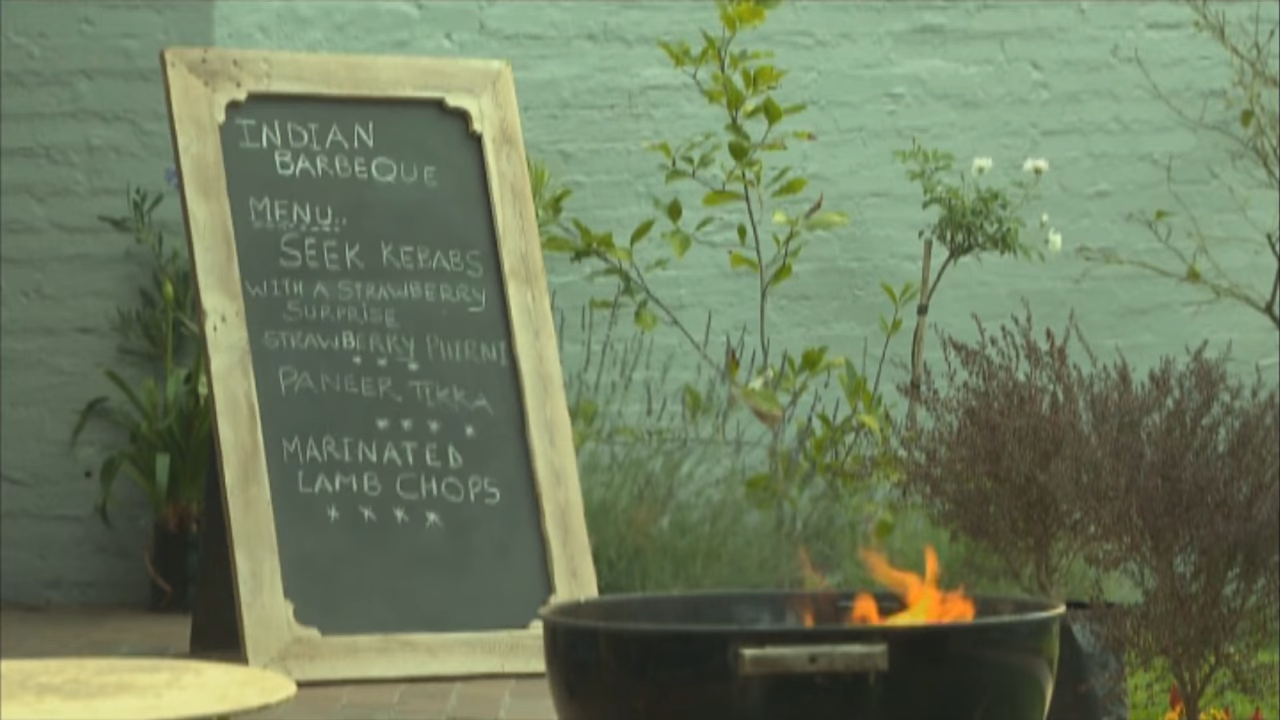 INDIAN
BARBEQUE
MENU..
SEEK KEBABS
WITH A STRAWBERRY
SURPRISE
STRAWBERRY PHIRNI
* * *
PANEER TIKKA
* * * *
MARINATED
LAMB CHOPS
* * * *